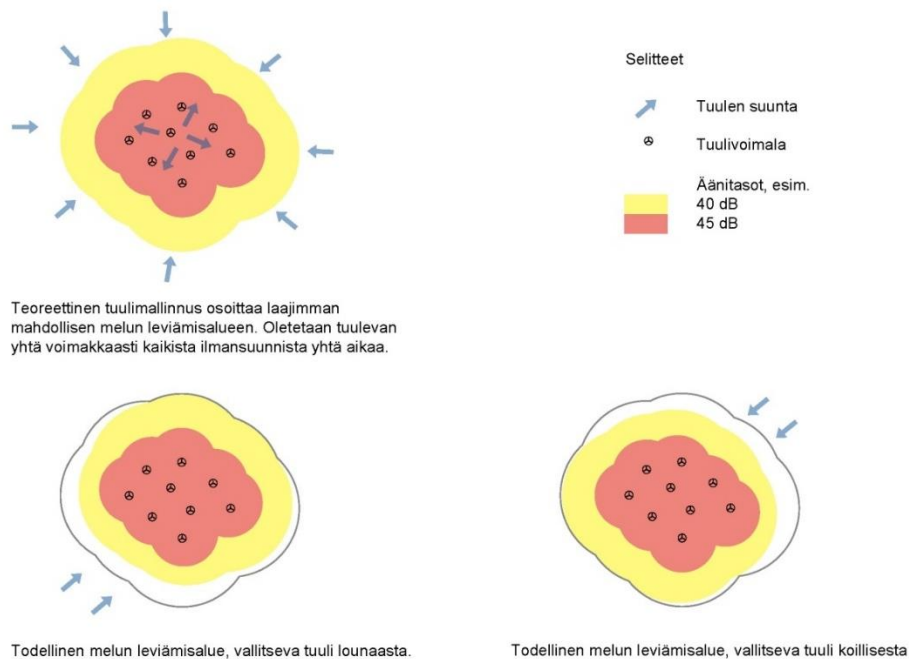 Selitteet
Tuulen suunta
Tuulivoimala
Äänitasot, esim.
40 dB
45 dB
Teoreettinen tuulimallinnus osoittaa laajimman
mahdollisen melun leviämisalueen. Oletetaan tuulevan
yhtä voimakkaasti kaikista ilmansuunnista yhtä aikaa.
Todellinen melun leviämisalue, vallitseva tuuli lounaasta.
Todellinen melun leviämisalue, vallitseva tuuli koillisesta